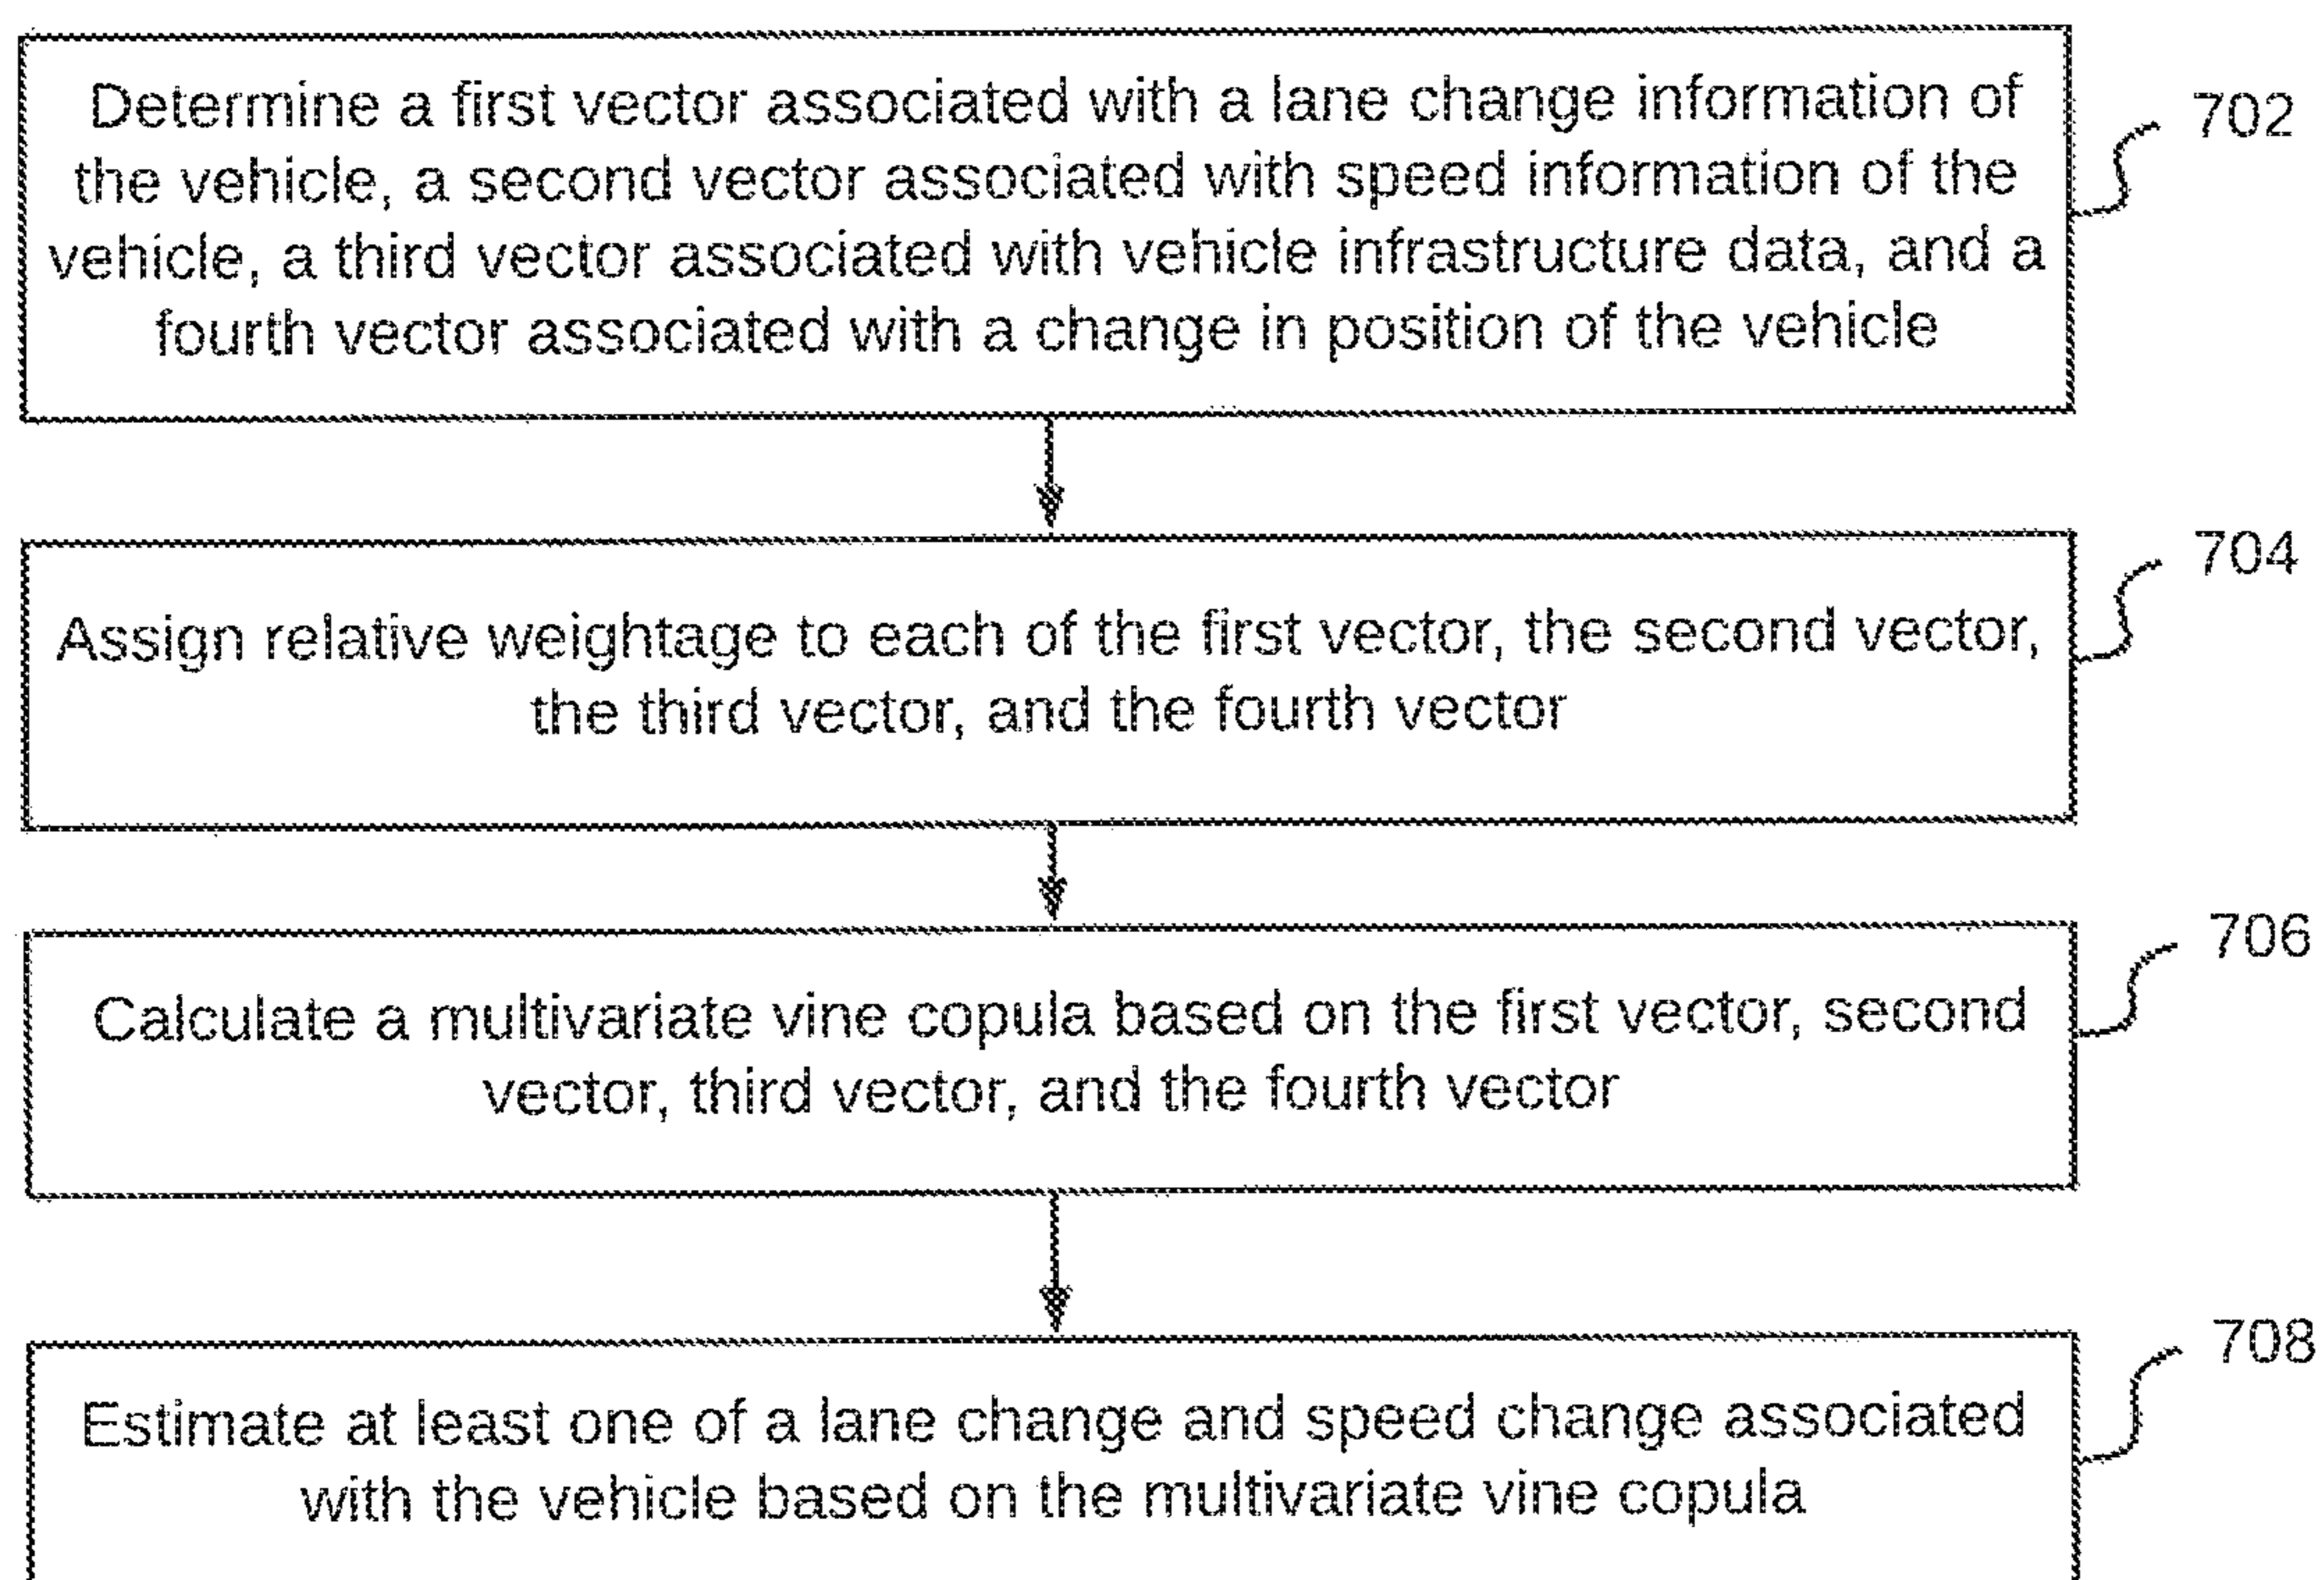 Determine a first vector associated with a lane change information of
the vehicle, a second vector associated with speed information of the
vehicle, a third vector associated with vehicle infrastructure data, and a
fourth vector associated with a change in position of the vehicle
702
Assign relative weightage to each of the first vector, the second vector,
the third vector, and the fourth vector
704
Calculate a multivariate vine copula based on the first vector, second
vector, third vector, and the fourth vector
706
Estimate at least one of a lane change and speed change associated
with the vehicle based on the multivariate vine copula
708